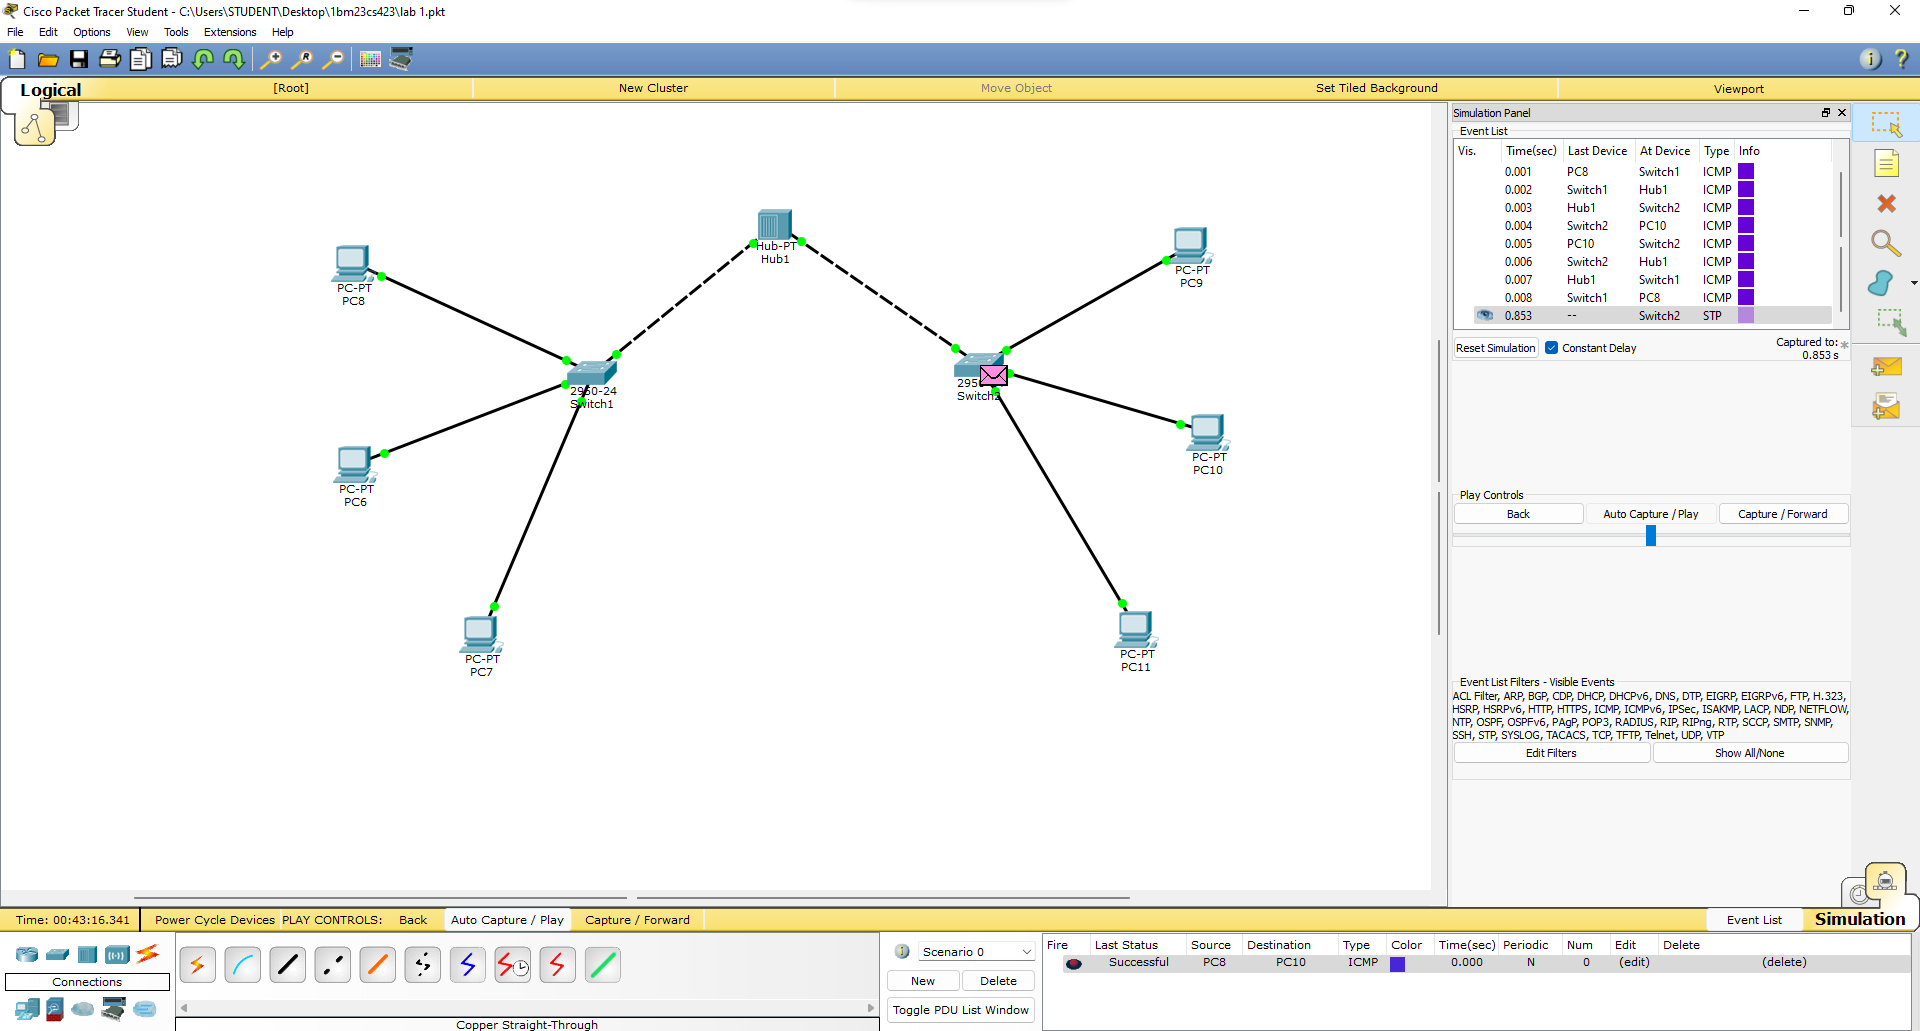 Cisco Packet Tracer Student - C:\Users\STUDENT\Desktop\1bm23cs423\lab 1.pkt
File Edit Options View Tools Extensions Help
Logical [Root] New Cluster Move Object Set Tiled Background Viewport
Hub-PT
Hub1
PC-PT
PC8
PC-PT
PC9
2950-24
Switch1
Switch2
PC-PT
PC6
PC-PT
PC10
PC-PT
PC7
PC-PT
PC11
Simulation Panel
Event List
Vis. Time(sec) Last Device At Device Type Info
0.001 PC8 Switch1 ICMP
0.002 Switch1 Hub1 ICMP
0.003 Hub1 Switch2 ICMP
0.004 Switch2 PC10 ICMP
0.005 PC10 Switch2 ICMP
0.006 Switch2 Hub1 ICMP
0.007 Hub1 Switch1 ICMP
0.008 Switch1 PC8 ICMP
0.853 -- Switch2 STP
Reset Simulation Constant Delay Captured to: *
0.853 s
Play Controls
Back Auto Capture / Play Capture / Forward
Event List Filters - Visible Events
ACL Filter, ARP, BGP, CDP, DHCP, DHCPv6, DNS, DTP, EIGRP, EIGRPv6, FTP, H.323,
HSRP, HSRPv6, HTTP, HTTPS, ICMP, ICMPv6, IPSec, ISAKMP, LACP, NDP, NETFLOW,
NTP, OSPF, OSPFv6, PAgP, POP3, RADIUS, RIP, RIPng, RTP, SCCP, SMTP, SNMP,
SSH, STP, SYSLOG, TACACS, TCP, TFTP, Telnet, UDP, VTP
Edit Filters Show All/None
Time: 00:43:16.341 Power Cycle Devices PLAY CONTROLS: Back Auto Capture / Play Capture / Forward Event List Simulation
Connections
Copper Straight-Through
Scenario 0
New Delete
Toggle PDU List Window
Fire Last Status Source Destination Type Color Time(sec) Periodic Num Edit Delete
Successful PC8 PC10 ICMP 0.000 N 0 (edit) (delete)